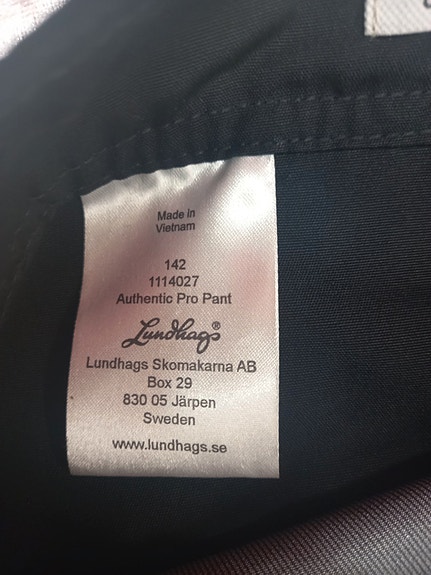 Made in
Vietnam
142
1114027
Authentic Pro Pant
Lundhags®
Lundhags Skomakarna AB
Box 29
830 05 Järpen
Sweden
www.lundhags.se